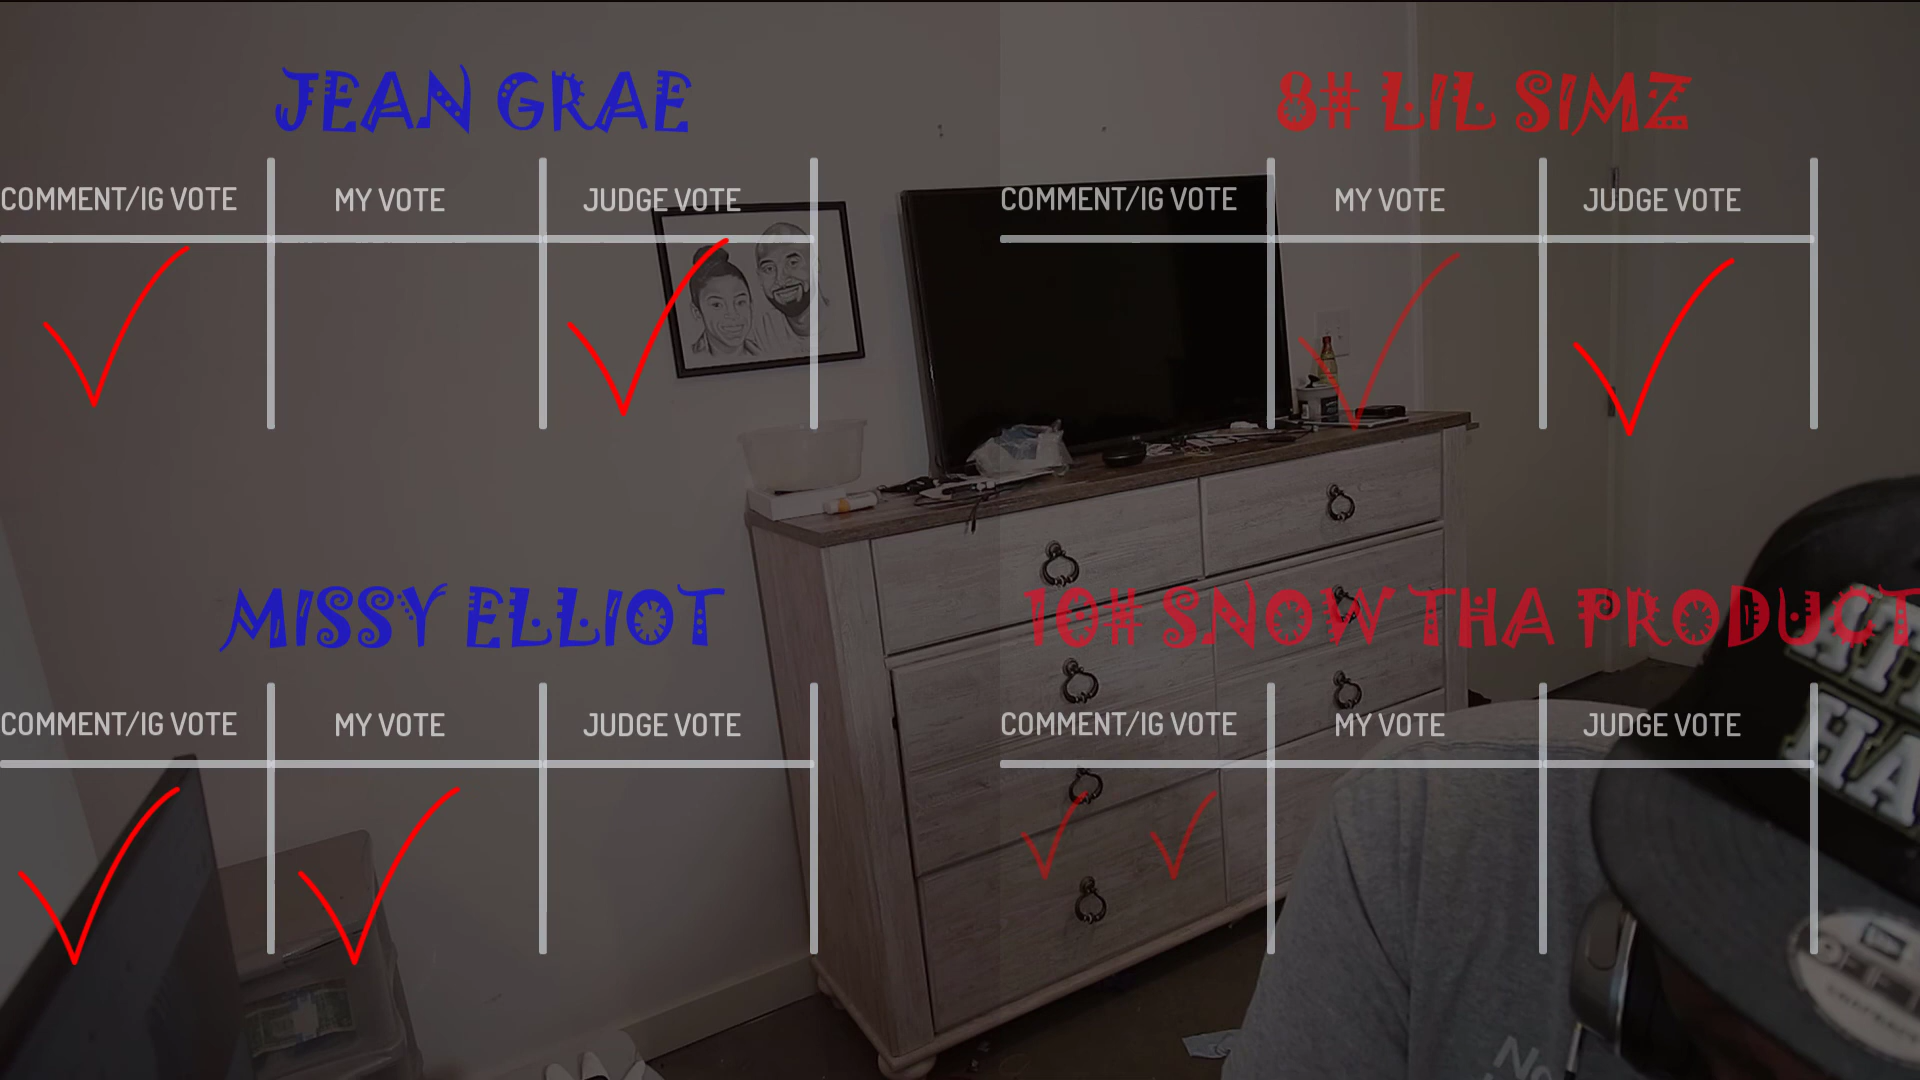 JEAN GRAE
COMMENT/IG VOTE MY VOTE JUDGE VOTE
8# LIL SIMZ
COMMENT/IG VOTE MY VOTE JUDGE VOTE
MISSY ELLIOT
COMMENT/IG VOTE MY VOTE JUDGE VOTE
10# SNOW THA PRODUCT
COMMENT/IG VOTE MY VOTE JUDGE VOTE
HA
No